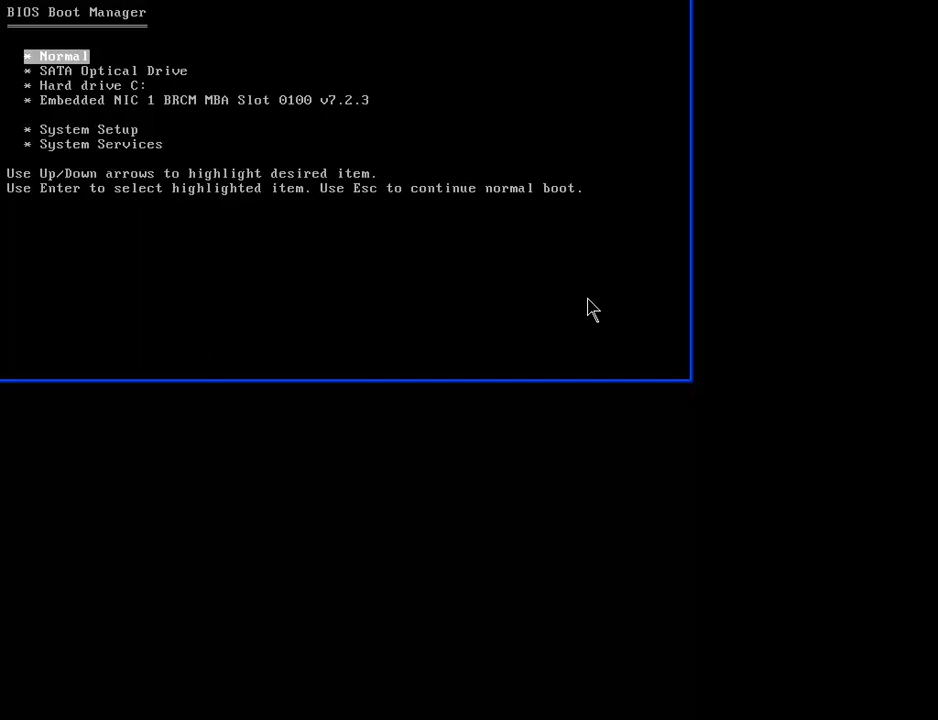 BIOS Boot Manager
* Normal
* SATA Optical Drive
* Hard drive C:
* Embedded NIC 1 BRCM MBA Slot 0100 v7.2.3
* System Setup
* System Services
Use Up/Down arrows to highlight desired item.
Use Enter to select highlighted item. Use Esc to continue normal boot.